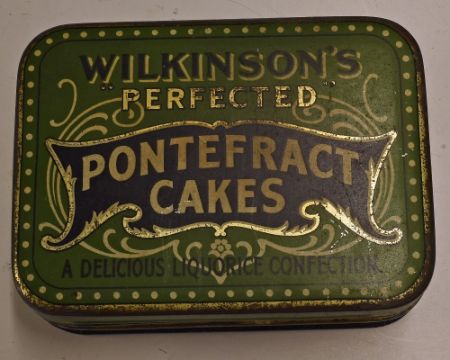 WILKINSON'S
"PERFECTED"
PONTEFRACT
CAKES
A DELICIOUS LIQUORICE CONFECTION.